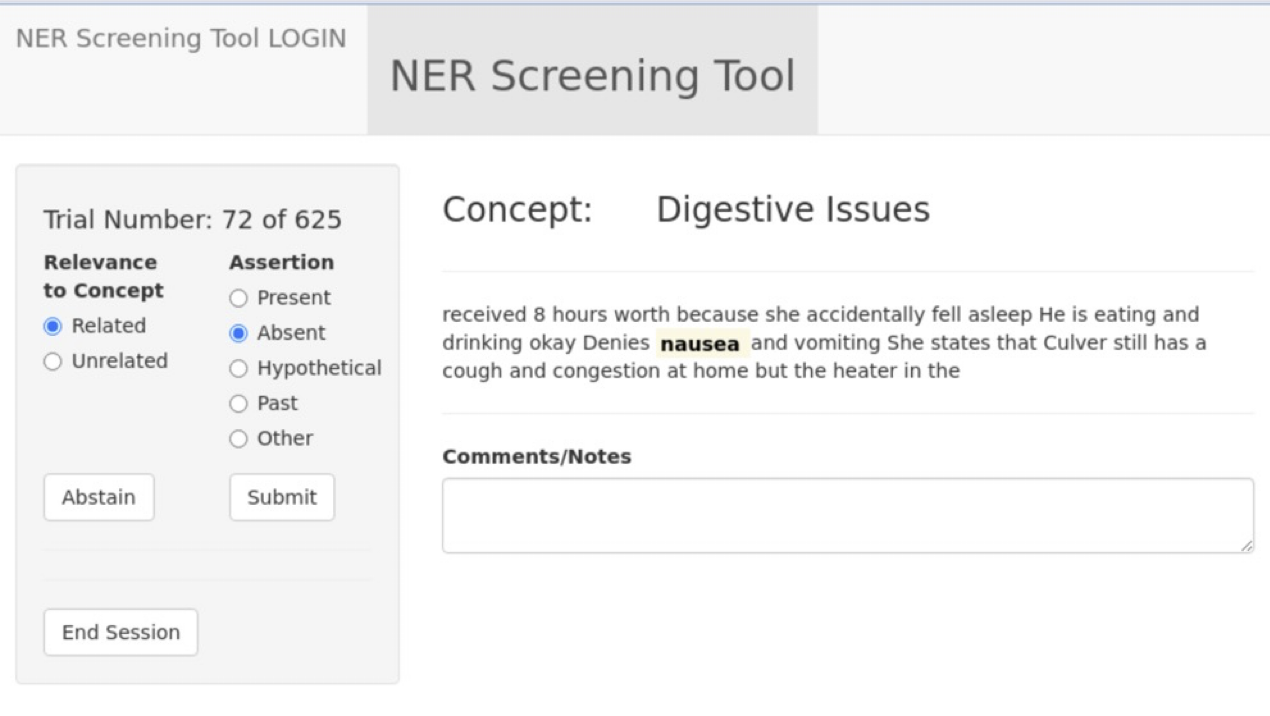 NER Screening Tool LOGIN
NER Screening Tool
Trial Number: 72 of 625
Relevance
to Concept
Related
Unrelated
Assertion
Present
Absent
Hypothetical
Past
Other
Abstain
Submit
End Session
Concept: Digestive Issues
received 8 hours worth because she accidentally fell asleep He is eating and
drinking okay Denies nausea and vomiting She states that Culver still has a
cough and congestion at home but the heater in the
Comments/Notes